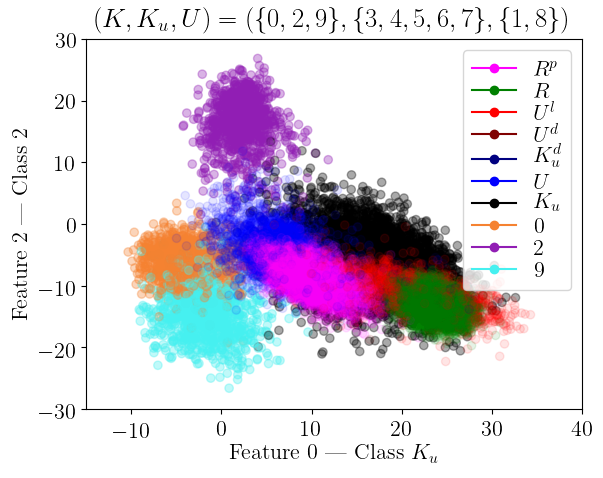 (K, K_u, U) = ({0, 2, 9}, {3, 4, 5, 6, 7}, {1, 8})
30
20
10
0
−10
−20
−30
Feature 2 — Class 2
R^p
R
U^l
U^d
K_u^d
U
K_u
0
2
9
−10
0
10
20
30
40
Feature 0 — Class K_u